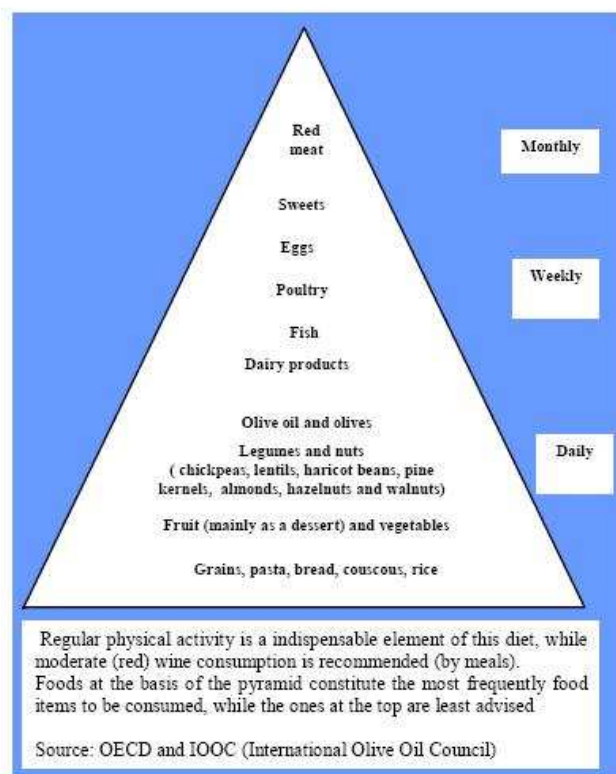 Red
meat
Monthly
Sweets
Eggs
Weekly
Poultry
Fish
Dairy products
Olive oil and olives
Legumes and nuts
( chickpeas, lentils, haricot beans, pine
kernels, almonds, hazelnuts and walnuts)
Daily
Fruit (mainly as a dessert) and vegetables
Grains, pasta, bread, couscous, rice
Regular physical activity is a indispensable element of this diet, while
moderate (red) wine consumption is recommended (by meals).
Foods at the basis of the pyramid constitute the most frequently food
items to be consumed, while the ones at the top are least advised
Source: OECD and IOOC (International Olive Oil Council)